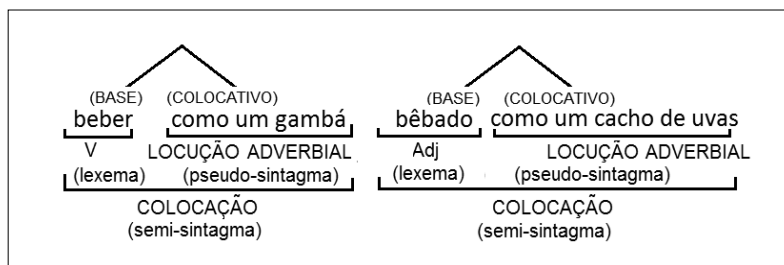 (BASE) (COLOCATIVO) (BASE) (COLOCATIVO)
beber como um gambá bêbado como um cacho de uvas
V LOCUÇÃO ADVERBIAL Adj LOCUÇÃO ADVERBIAL
(lexema) (pseudo-sintagma) (lexema) (pseudo-sintagma)
COLOCAÇÃO COLOCAÇÃO
(semi-sintagma) (semi-sintagma)